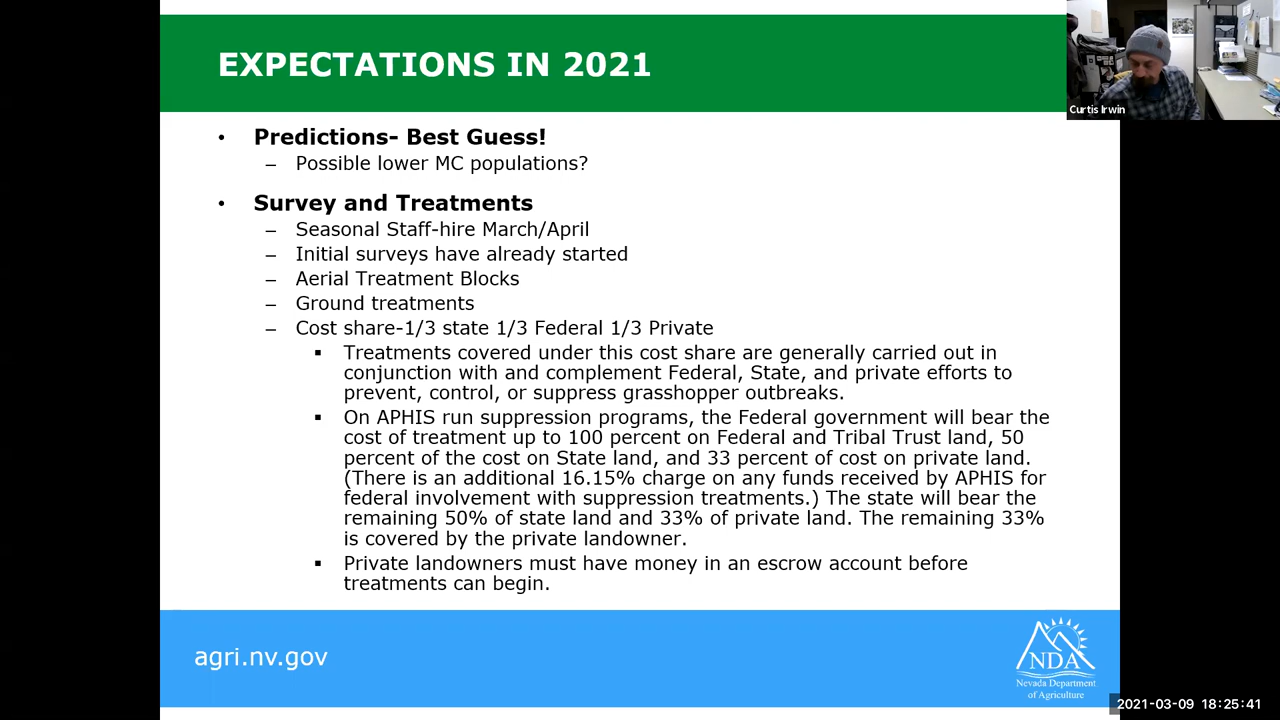 EXPECTATIONS IN 2021
Curtis Irwin
• Predictions- Best Guess!
– Possible lower MC populations?
• Survey and Treatments
– Seasonal Staff-hire March/April
– Initial surveys have already started
– Aerial Treatment Blocks
– Ground treatments
– Cost share-1/3 state 1/3 Federal 1/3 Private
▪ Treatments covered under this cost share are generally carried out in
conjunction with and complement Federal, State, and private efforts to
prevent, control, or suppress grasshopper outbreaks.
▪ On APHIS run suppression programs, the Federal government will bear the
cost of treatment up to 100 percent on Federal and Tribal Trust land, 50
percent of the cost on State land, and 33 percent of cost on private land.
(There is an additional 16.15% charge on any funds received by APHIS for
federal involvement with suppression treatments.) The state will bear the
remaining 50% of state land and 33% of private land. The remaining 33%
is covered by the private landowner.
▪ Private landowners must have money in an escrow account before
treatments can begin.
agri.nv.gov
NDA
Nevada Department
of Agriculture
2021-03-09 18:25:41